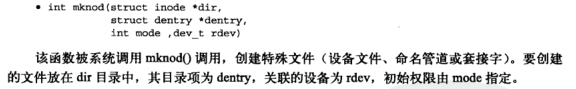 • int mknod(struct inode *dir,
struct dentry *dentry,
int mode ,dev_t rdev)
该函数被系统调用 mknod() 调用，创建特殊文件（设备文件、命名管道或套接字）。要创建
的文件放在 dir 目录中，其目录项为 dentry，关联的设备为 rdev，初始权限由 mode 指定。